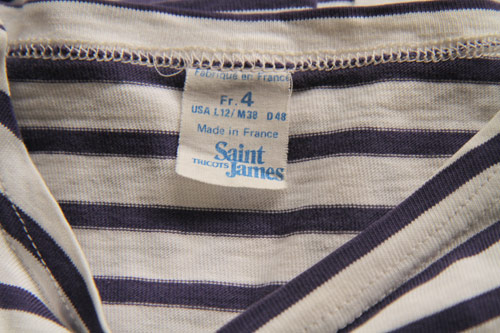 Fabriqué en France
Fr. 4
USA L12/M38 D48
Made in France
Saint
TRICOTS James